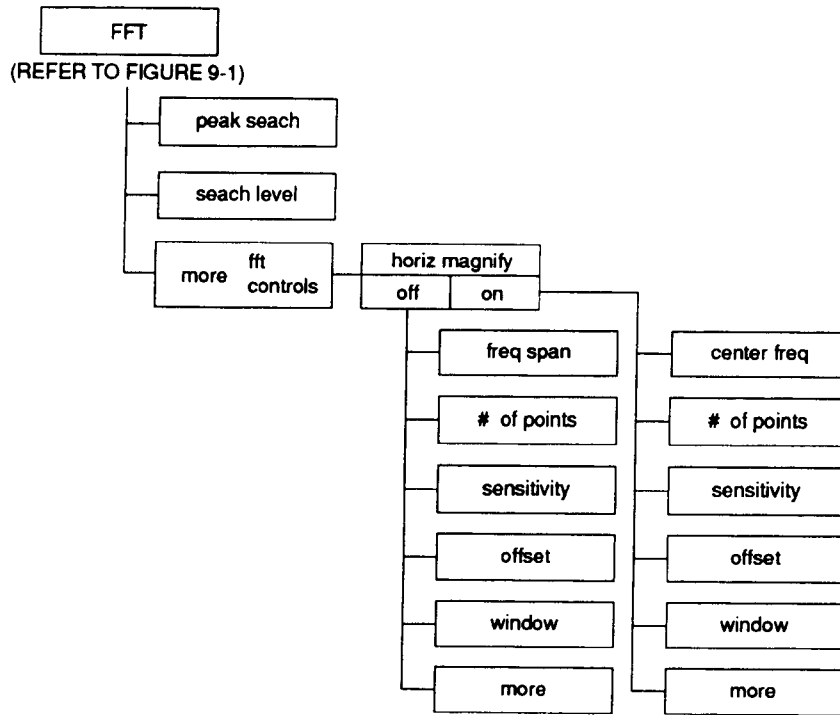 FFT
(REFER TO FIGURE 9-1)
peak seach
seach level
more fft controls
horiz magnify
off on
freq span
# of points
sensitivity
offset
window
more
center freq
# of points
sensitivity
offset
window
more